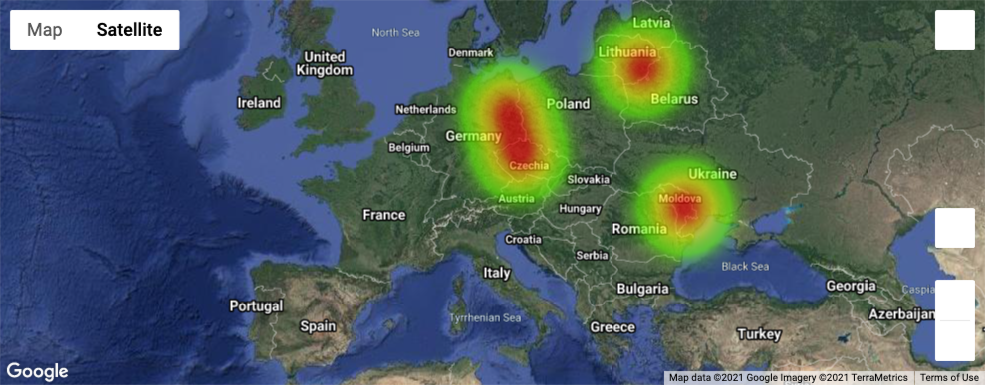 Map
Satellite
Latvia
North Sea
Denmark
Lithuania
United
Kingdom
Ireland
Netherlands
Poland
Belarus
Germany
Belgium
Czechia
Slovakia
Ukraine
Austria
Moldova
France
Hungary
Romania
Croatia
Serbia
Italy
Black Sea
Bulgaria
Georgia
Caspia
Portugal
Tyrrhenian Sea
Azerbaijan
Spain
Greece
Turkey
Google
Map data ©2021 Google Imagery ©2021 TerraMetrics
Terms of Use